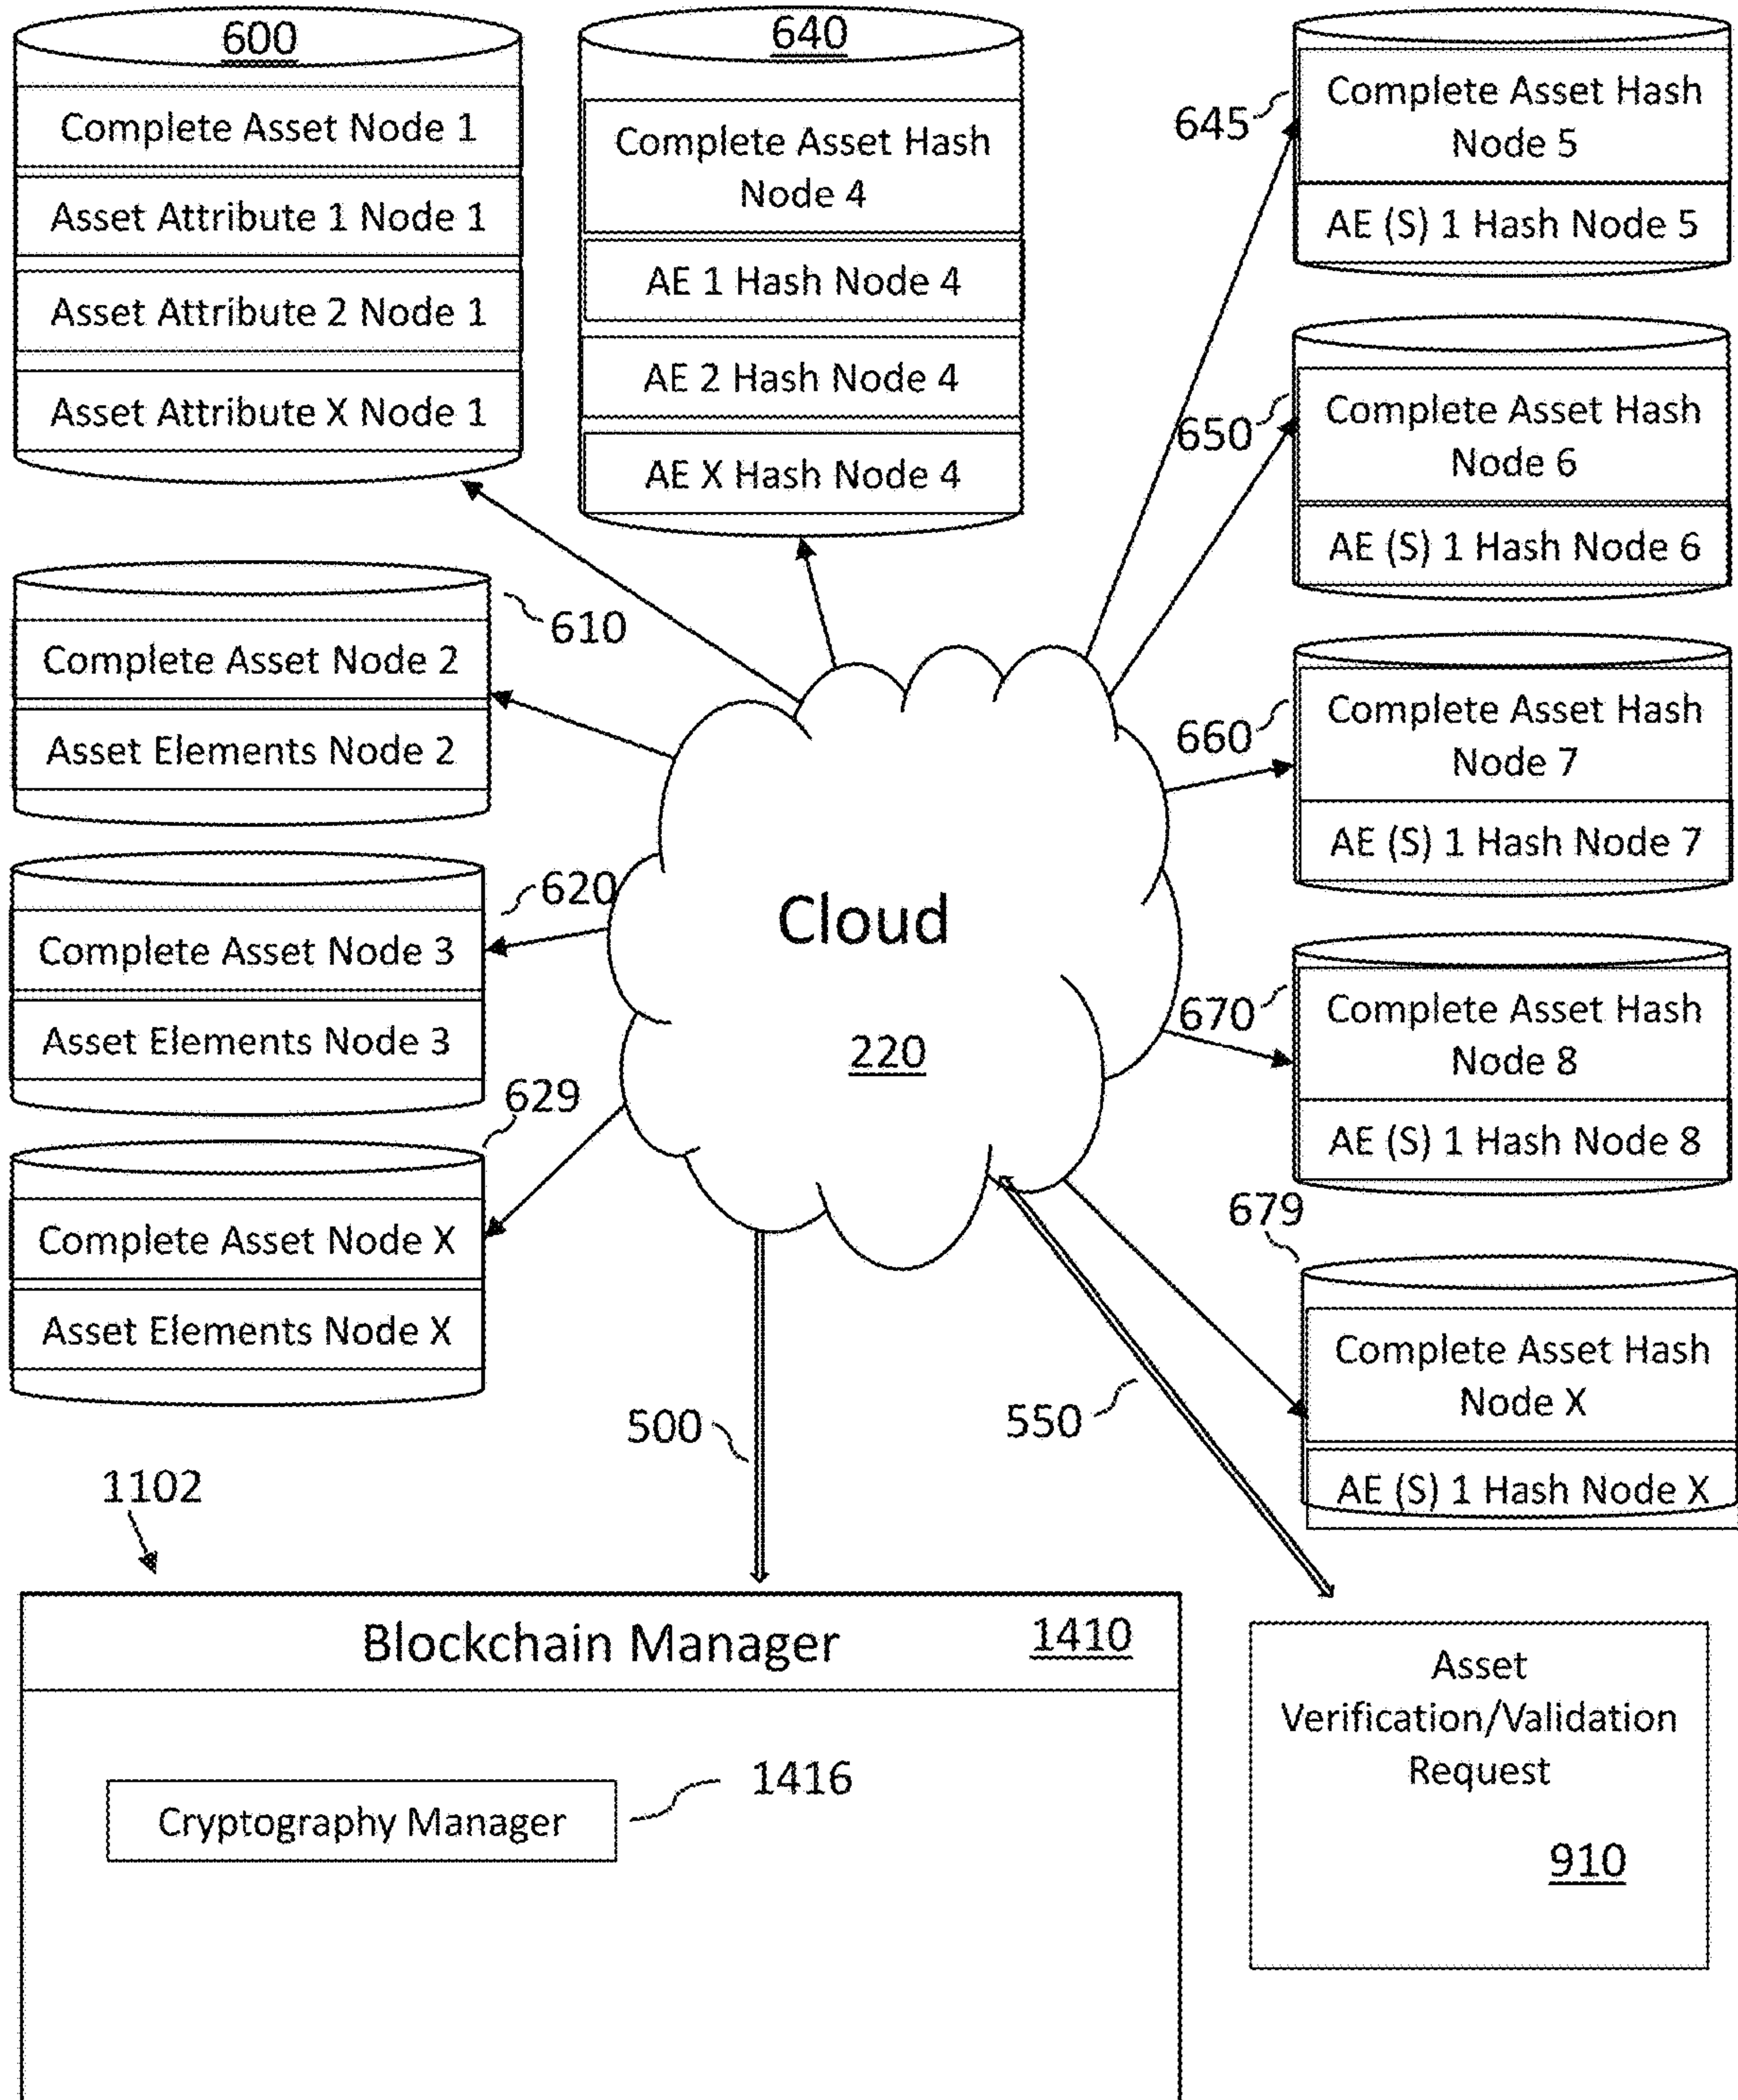 600
Complete Asset Node 1
Asset Attribute 1 Node 1
Asset Attribute 2 Node 1
Asset Attribute X Node 1
640
Complete Asset Hash
Node 4
AE 1 Hash Node 4
AE 2 Hash Node 4
AE X Hash Node 4
645
Complete Asset Hash
Node 5
AE (S) 1 Hash Node 5
650
Complete Asset Hash
Node 6
AE (S) 1 Hash Node 6
610
Complete Asset Node 2
Asset Elements Node 2
660
Complete Asset Hash
Node 7
AE (S) 1 Hash Node 7
620
Complete Asset Node 3
Asset Elements Node 3
Cloud
220
670
Complete Asset Hash
Node 8
AE (S) 1 Hash Node 8
629
Complete Asset Node X
Asset Elements Node X
679
Complete Asset Hash
Node X
AE (S) 1 Hash Node X
500
550
1102
Blockchain Manager
1410
Cryptography Manager
1416
Asset
Verification/Validation
Request
910